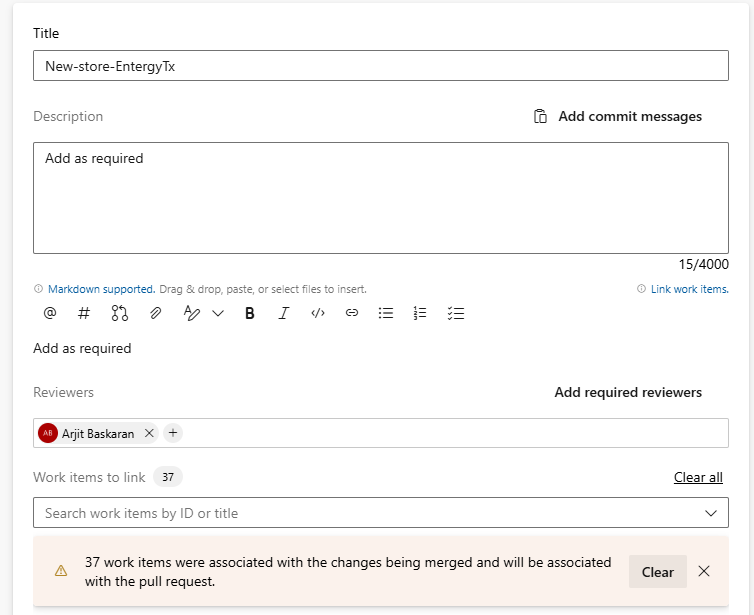 Title
New-store-EntergyTx
Description
Add commit messages
Add as required
15/4000
Markdown supported. Drag & drop, paste, or select files to insert.
Link work items.
Add as required
Reviewers
Add required reviewers
AB Arjit Baskaran
Work items to link 37
Clear all
Search work items by ID or title
37 work items were associated with the changes being merged and will be associated
with the pull request.
Clear